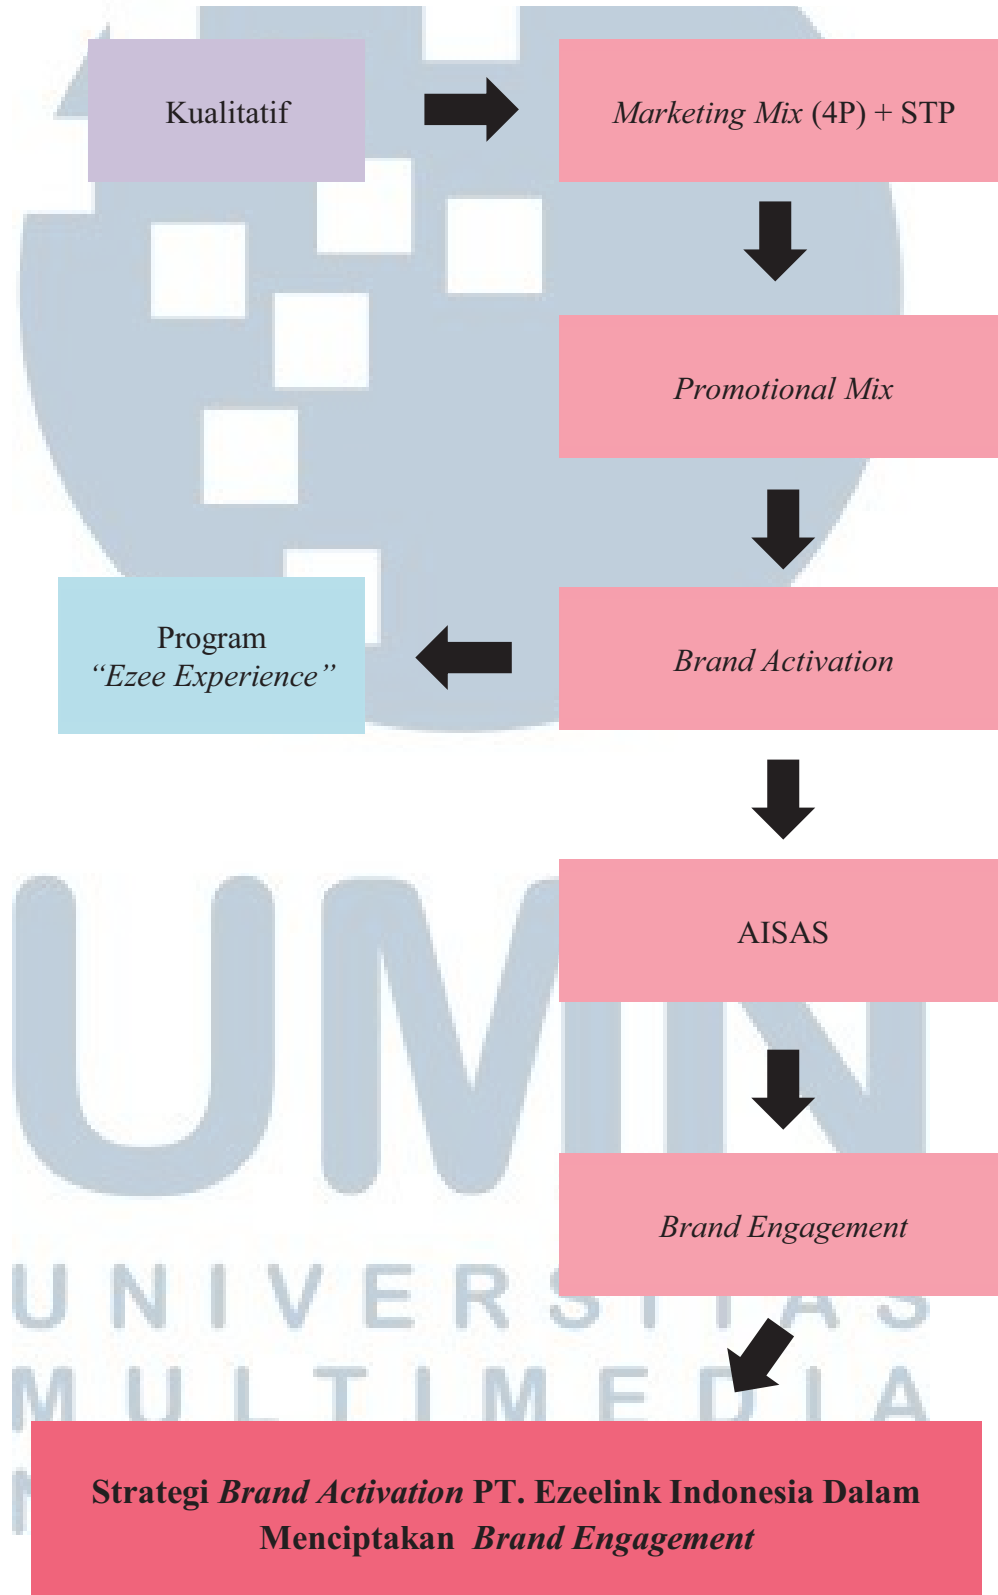 Kualitatif
Marketing Mix (4P) + STP
Promotional Mix
Program
“Ezee Experience”
Brand Activation
AISAS
UMN
Brand Engagement
UNIVERSITAS
MULTIMEDIA
Strategi Brand Activation PT. Ezeelink Indonesia Dalam
Menciptakan Brand Engagement